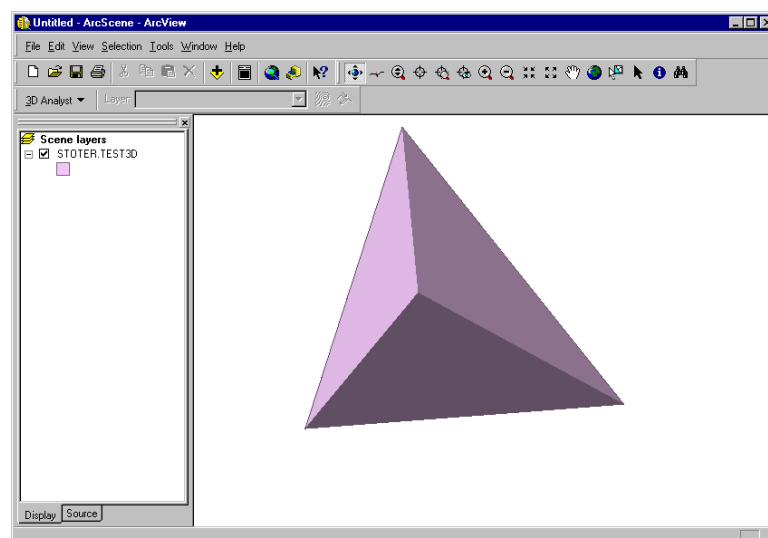 Untitled - ArcScene - ArcView
File Edit View Selection Tools Window Help
3D Analyst Layer:
Scene layers
STOTER.TEST3D
Display Source